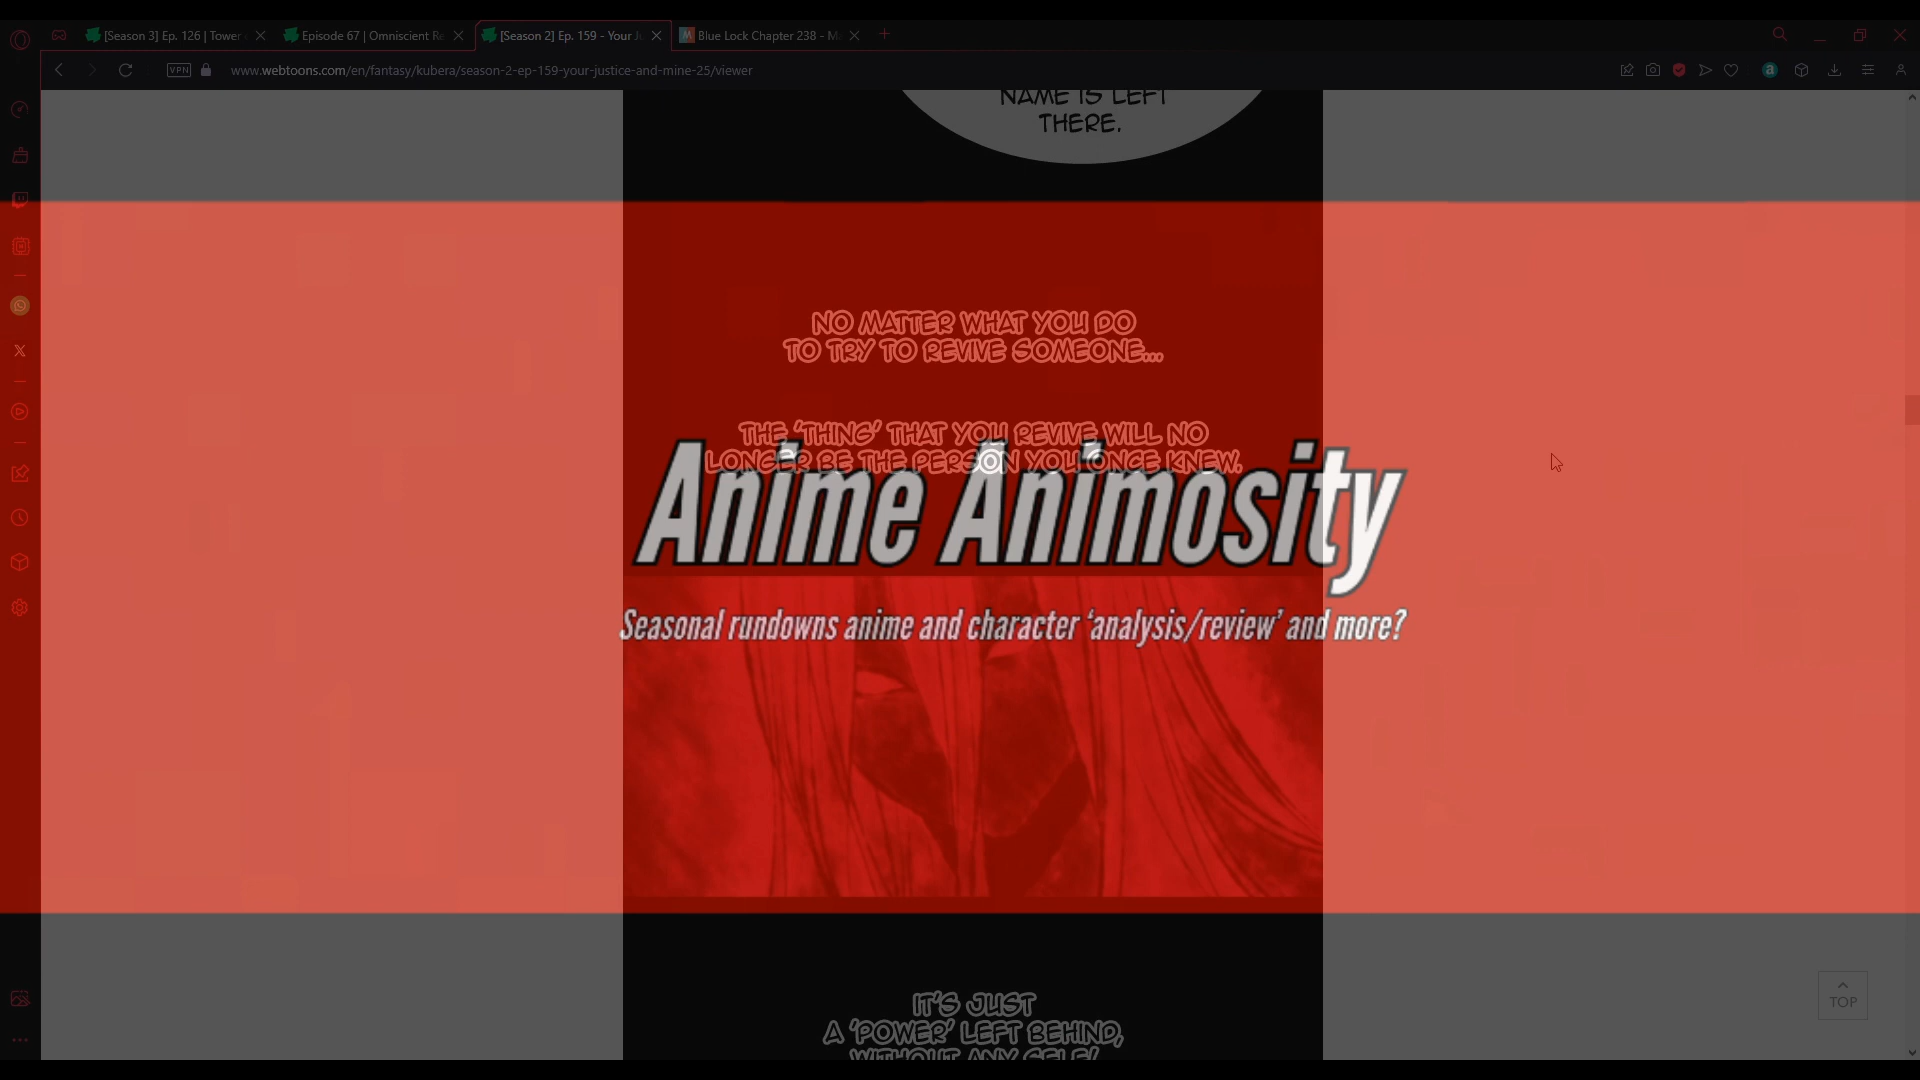 [Season 3] Ep. 126 | Tower
Episode 67 | Omniscient Re
[Season 2] Ep. 159 - Your Ju
Blue Lock Chapter 238 - M
VPN
www.webtoons.com/en/fantasy/kubera/season-2-ep-159-your-justice-and-mine-25/viewer
NAME IS LEFT
THERE.
NO MATTER WHAT YOU DO
TO TRY TO REVIVE SOMEONE...
THE 'THING' THAT YOU REVIVE WILL NO
LONGER BE THE PERSON YOU ONCE KNEW.
Anime Animosity
Seasonal rundowns anime and character 'analysis/review' and more?
IT'S JUST
A 'POWER' LEFT BEHIND,
WITHOUT ANY SELF!
TOP